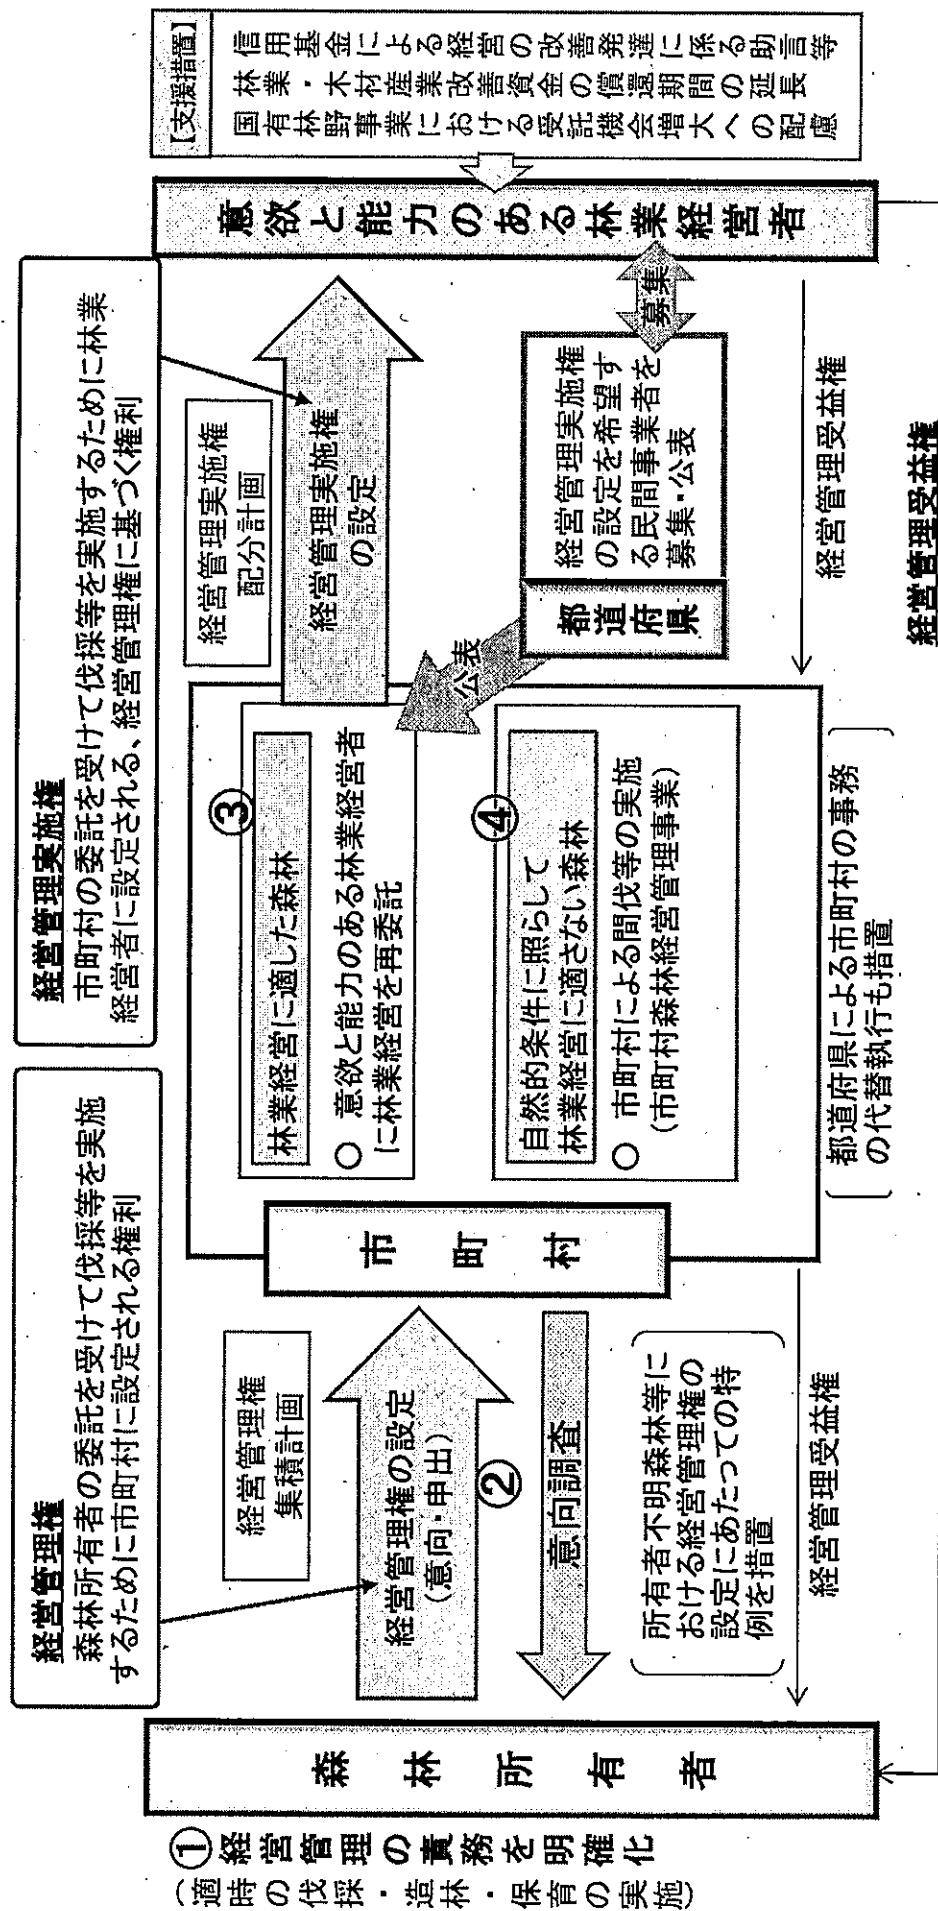 ①経営管理の責務を明確化
(適時の伐採・造林・保育の実施)
森林所有者
経営管理権
森林所有者の委託を受けて伐採等を実施
するために市町村に設定される権利
経営管理権
集積計画
経営管理権の設定
(意向・申出)
②
意向調査
所有者不明森林等に
おける経営管理権の
設定にあたっての特
例を措置
経営管理受益権
市町村
経営管理実施権
市町村の委託を受けて伐採等を実施するために林業
経営者に設定される、経営管理権に基づく権利
③
林業経営に適した森林
○ 意欲と能力のある林業経営者
に林業経営を再委託
④
自然的条件に照らして
林業経営に適さない森林
○ 市町村による間伐等の実施
(市町村森林経営管理事業)
都道府県による市町村の事務
の代替執行も措置
経営管理実施権
配分計画
経営管理実施権
の設定
公表
都道府県
経営管理実施権
の設定を希望す
る民間事業者を
募集・公表
募集
経営管理受益権
経営管理受益権
意欲と能力のある林業経営者
【支援措置】
信用基金による経営の改善発達に係る助言等
林業・木材産業改善資金の償還期間の延長
国有林野事業における受託機会増大への配慮